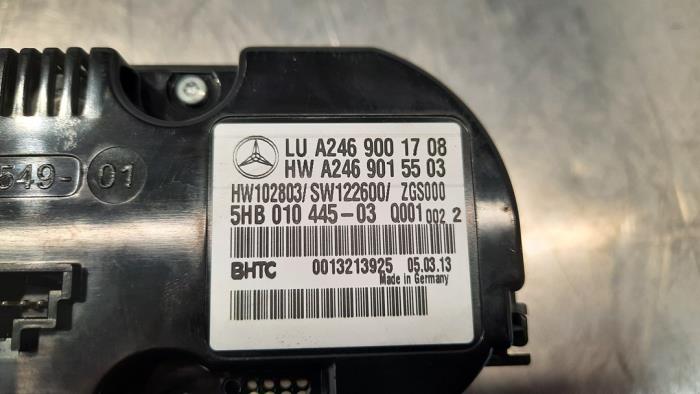 LU A246 900 17 08
HW A246 901 55 03
HW102803/ SW122600/ ZGS000
5HB 010 445-03 Q001 002 2
BHTC 0013213925 05.03.13
Made in Germany
549- 01